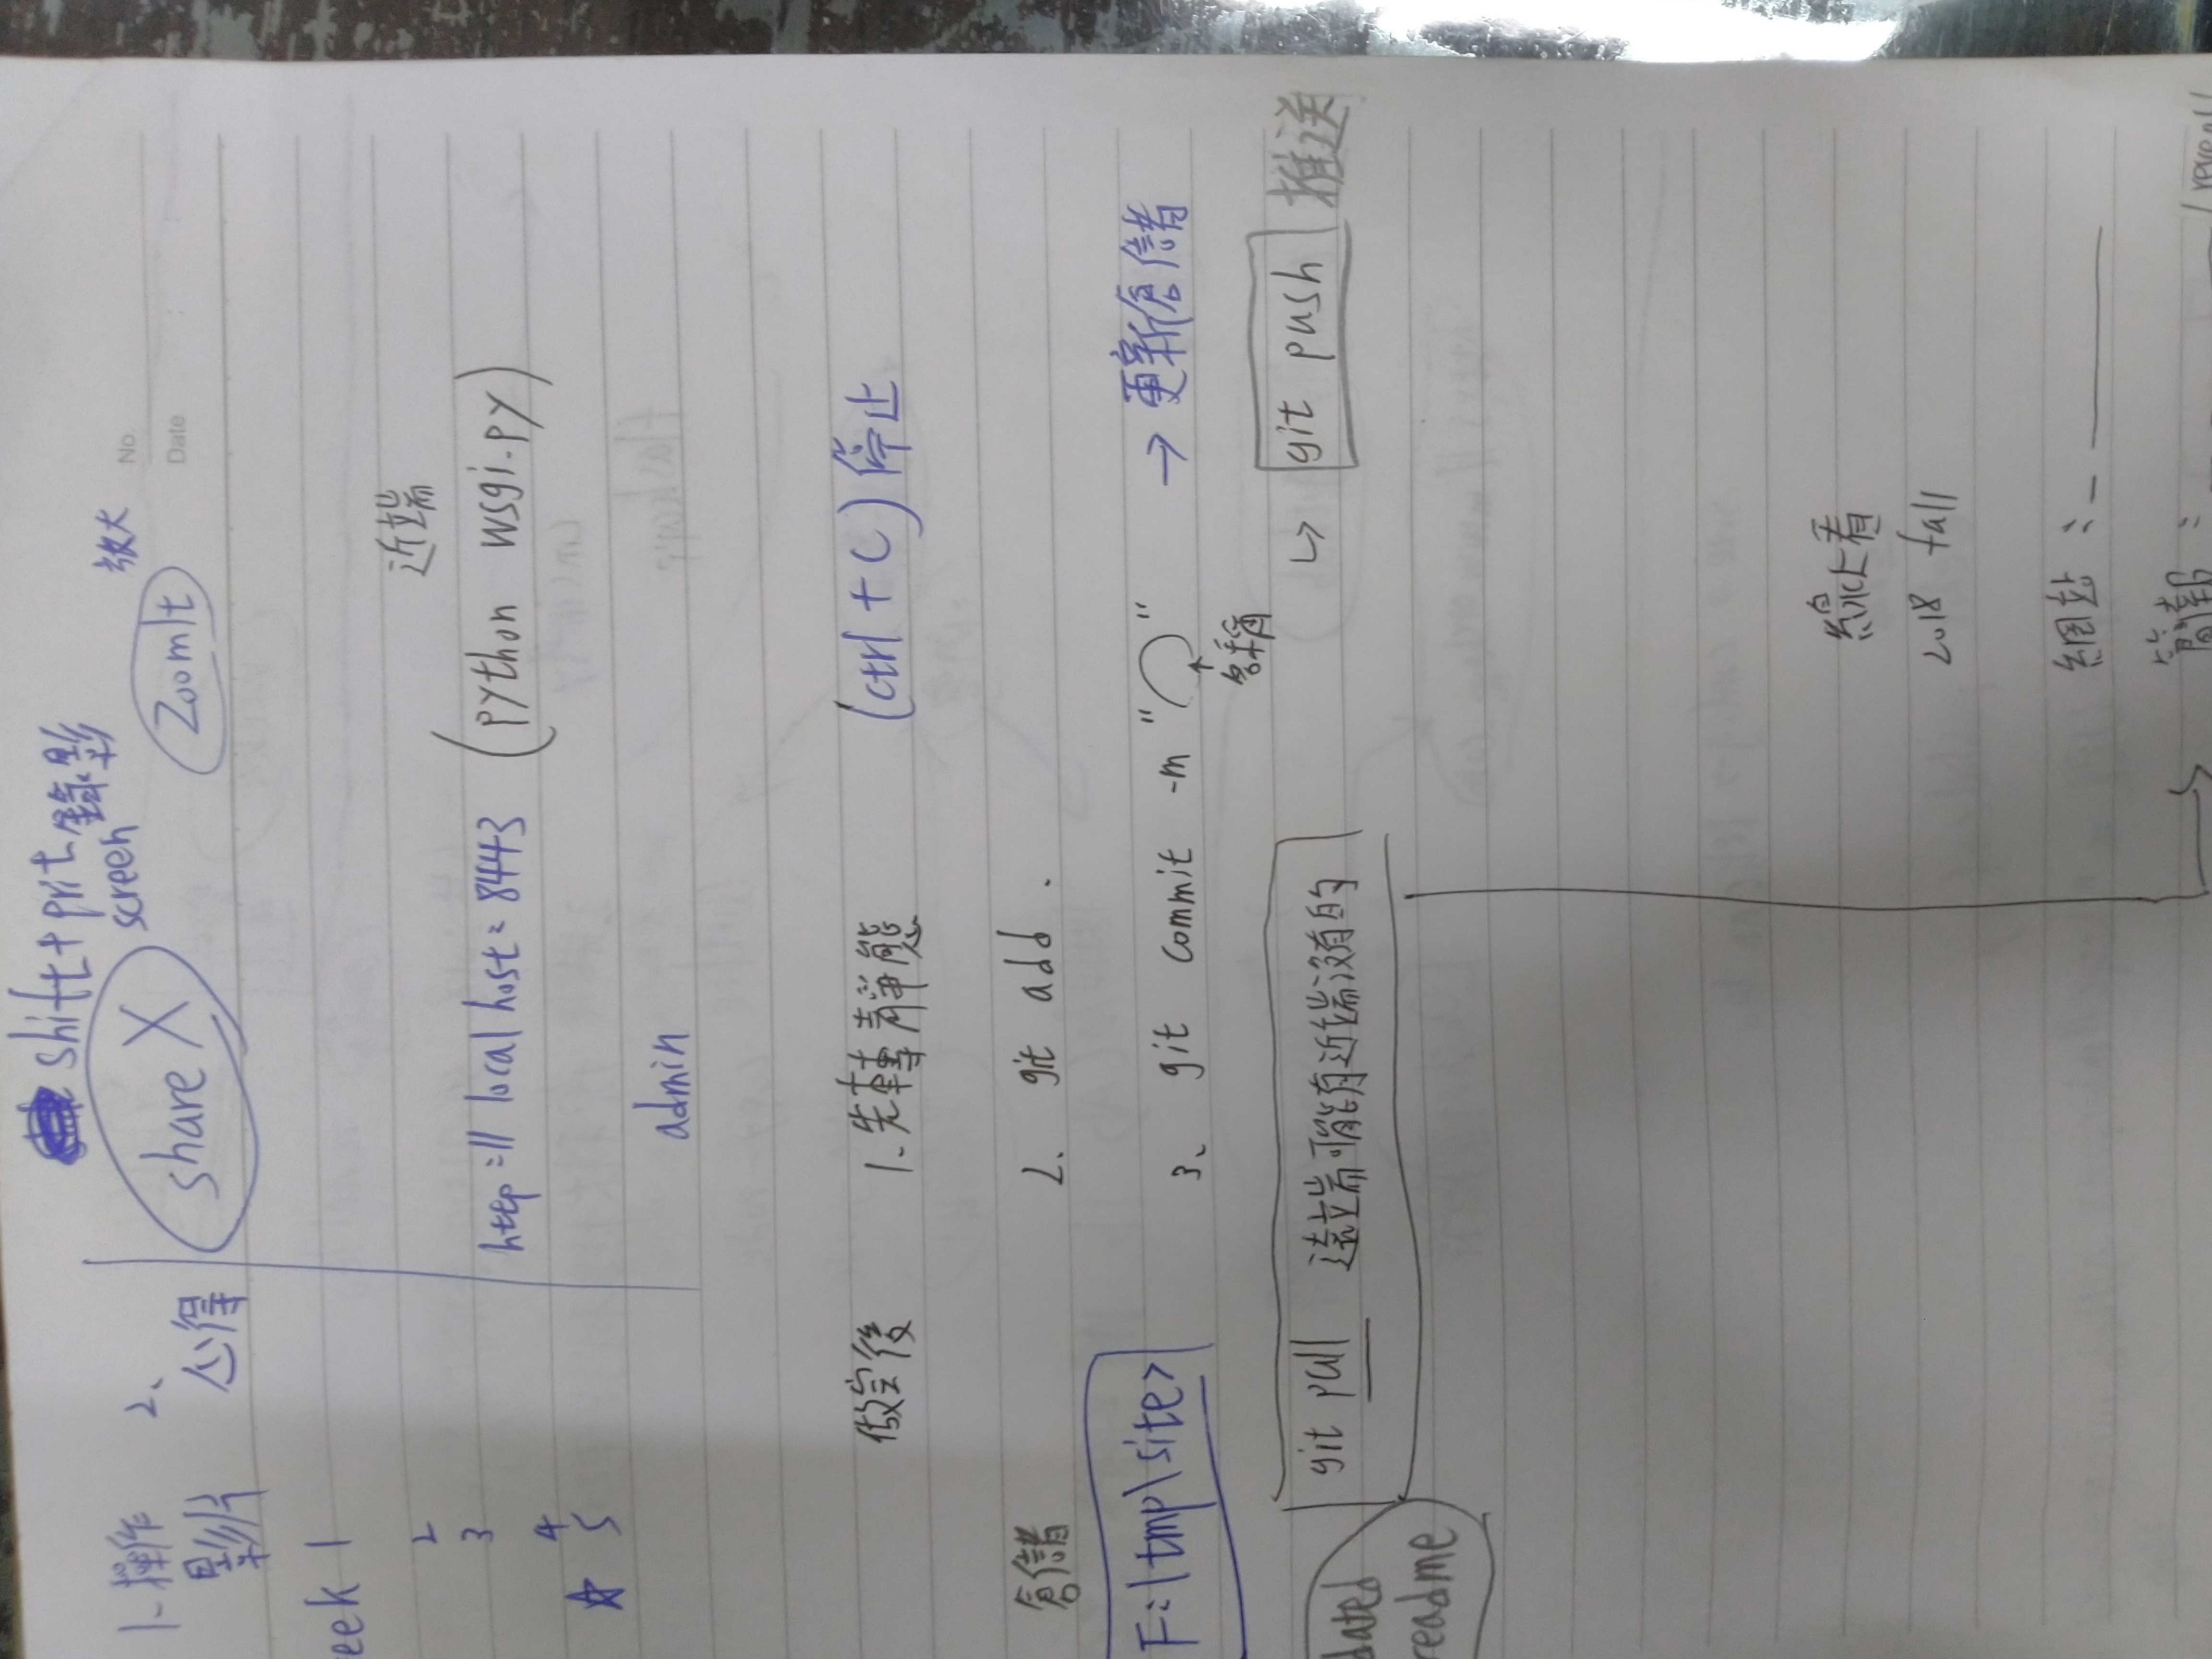 shift + prit 錄影
screen
1、操作影片
2、心得
share X
ZoomIt 放大
No.
Date
eek 1
2
3
4
☆ 5
近端
http:// localhost:8443 (python wsgi.py)
admin
做完後
1、先轉靜態 (ctrl + C) 停止
倉儲
2、 git add .
F:\tmp\site>
3、 git commit -m " " → 更新倉儲
↑
名稱
git pull 遠端可能有近端沒有的
↳ git push 推送
dated
readme
線上看
2018 fall
網站:
簡報: